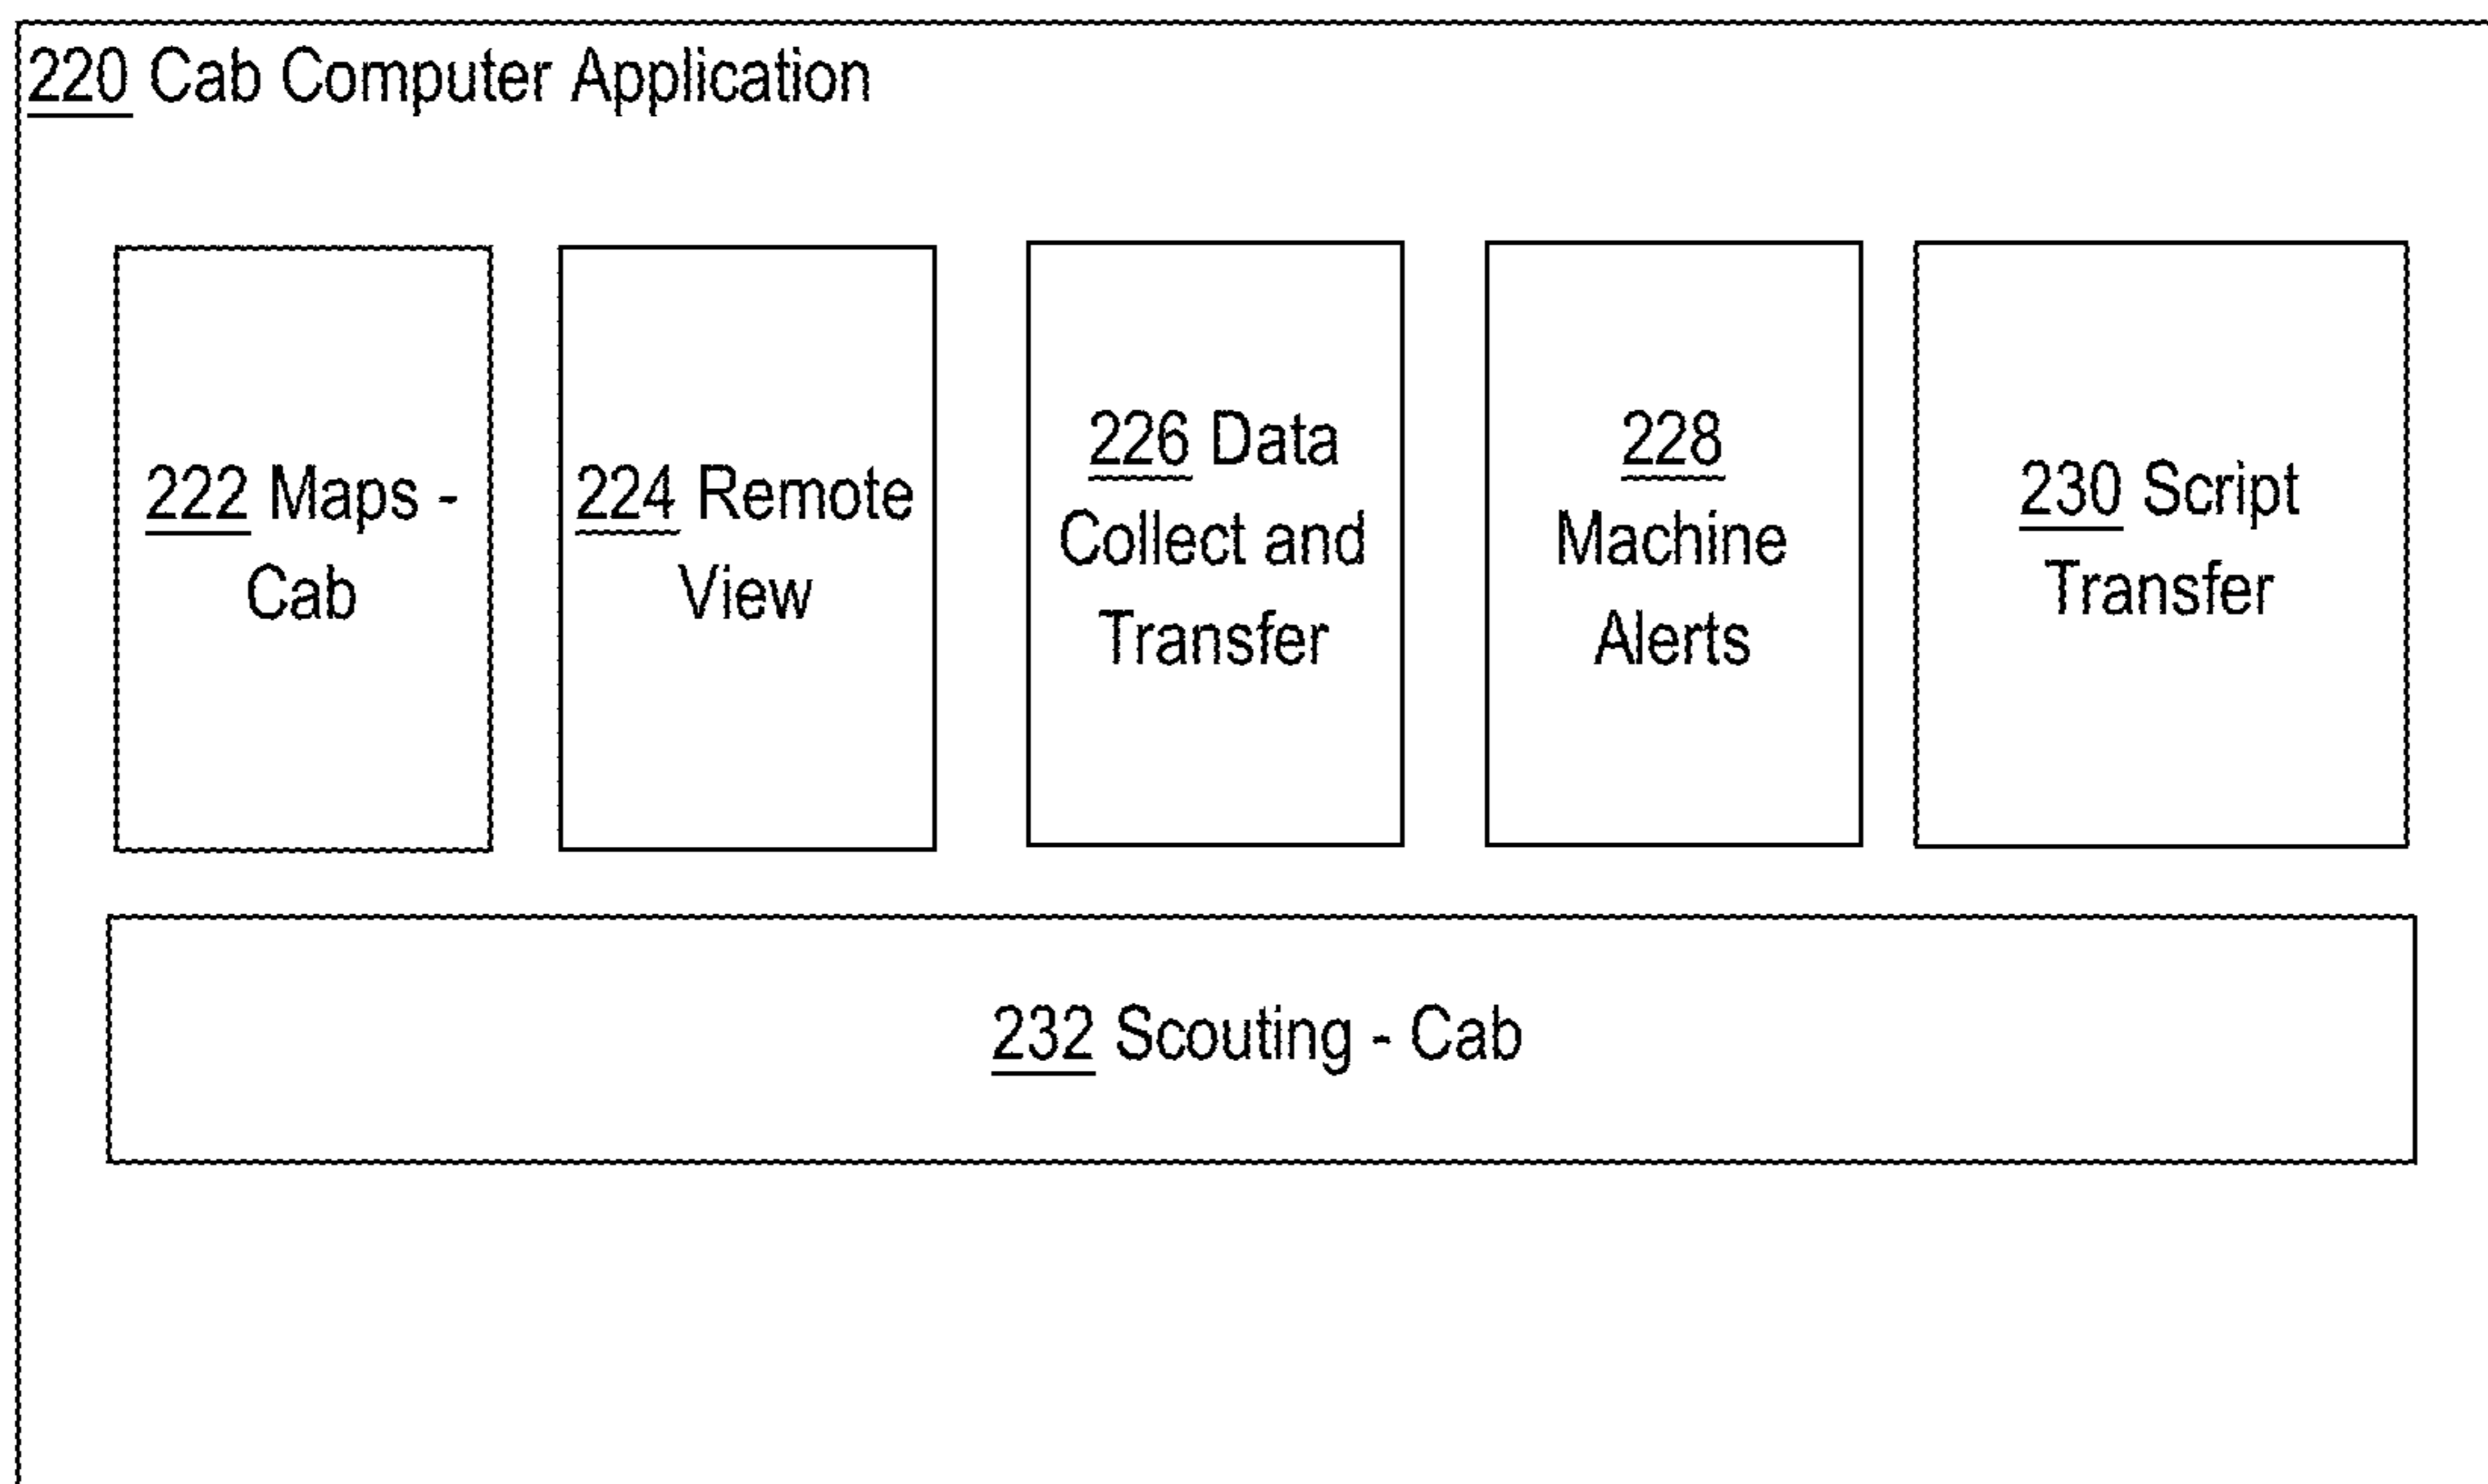 220 Cab Computer Application
222 Maps -
Cab
224 Remote
View
226 Data
Collect and
Transfer
228
Machine
Alerts
230 Script
Transfer
232 Scouting - Cab